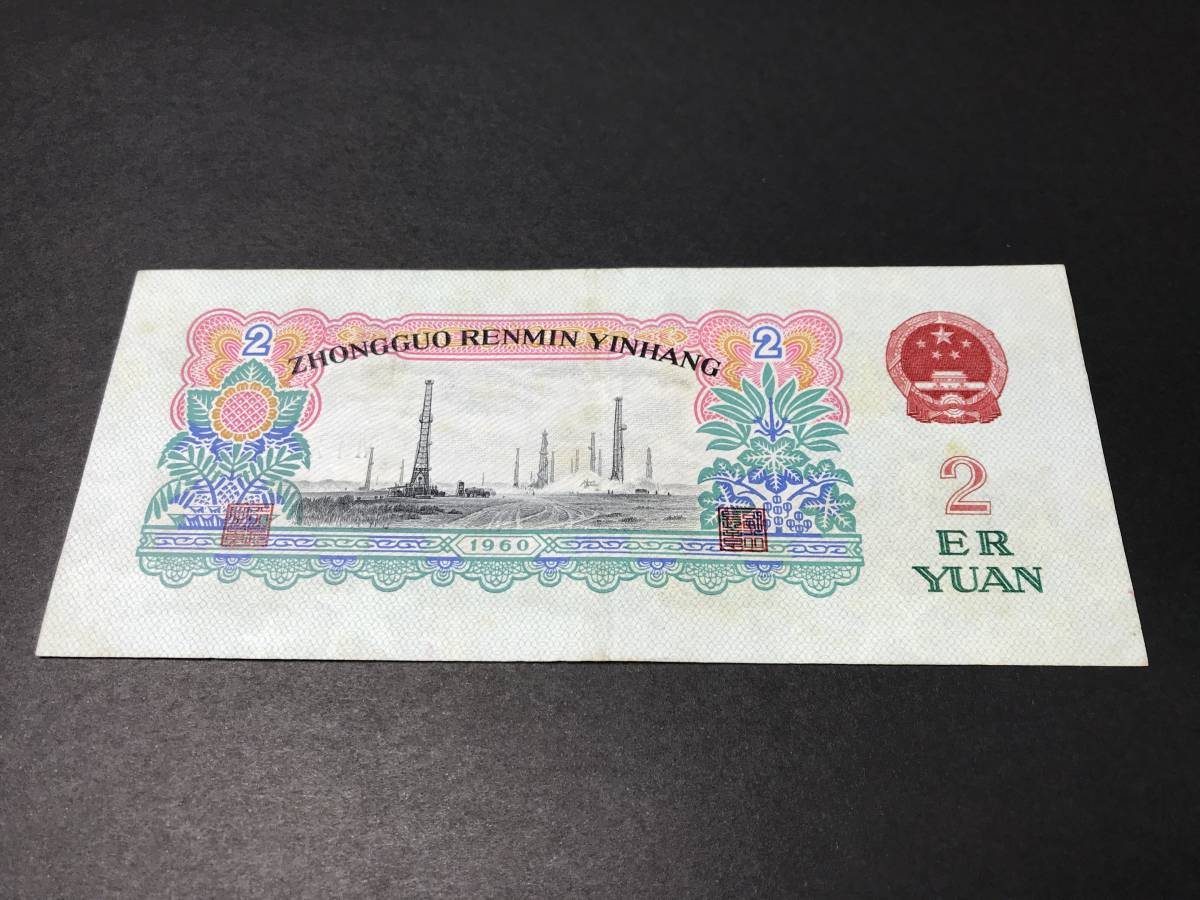 2
ZHONGGUO RENMIN YINHANG
2
1960
2
ER
YUAN